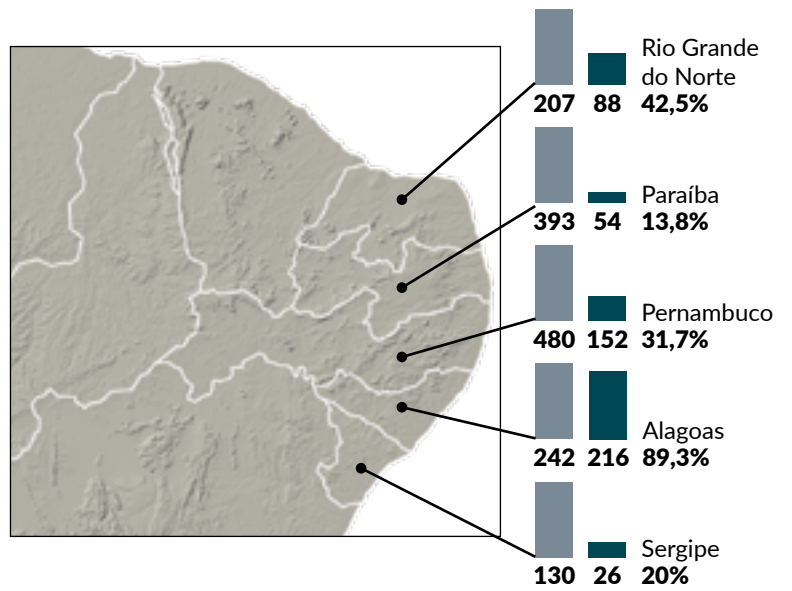 Rio Grande
do Norte
207 88 42,5%
Paraíba
393 54 13,8%
Pernambuco
480 152 31,7%
Alagoas
242 216 89,3%
Sergipe
130 26 20%